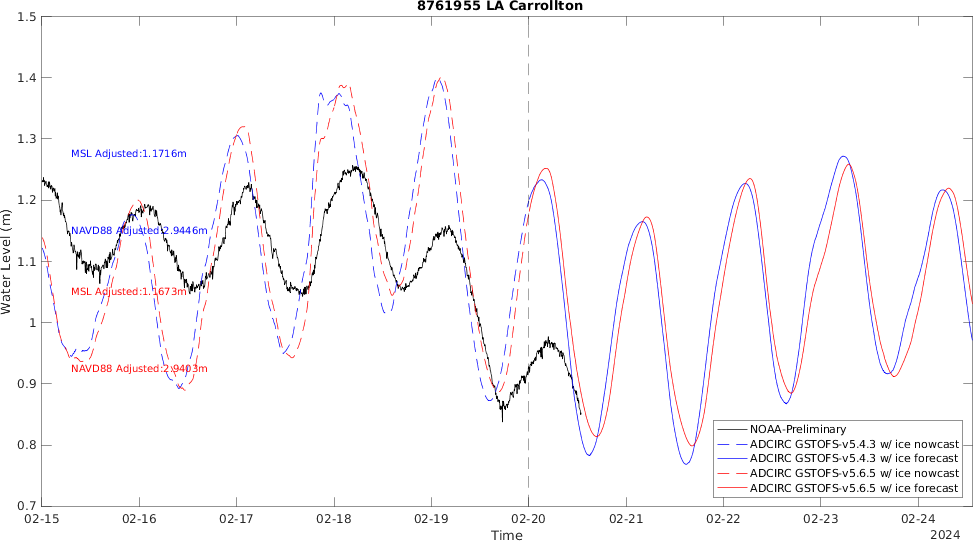 8761955 LA Carrollton
1.5
1.4
1.3
1.2
1.1
1
0.9
0.8
0.7
Water Level (m)
MSL Adjusted:1.1716m
NAVD88 Adjusted:2.9446m
MSL Adjusted:1.1673m
NAVD88 Adjusted:2.9403m
NOAA-Preliminary
ADCIRC GSTOFS-v5.4.3 w/ ice nowcast
ADCIRC GSTOFS-v5.4.3 w/ ice forecast
ADCIRC GSTOFS-v5.6.5 w/ ice nowcast
ADCIRC GSTOFS-v5.6.5 w/ ice forecast
02-15 02-16 02-17 02-18 02-19 02-20 02-21 02-22 02-23 02-24
Time
2024